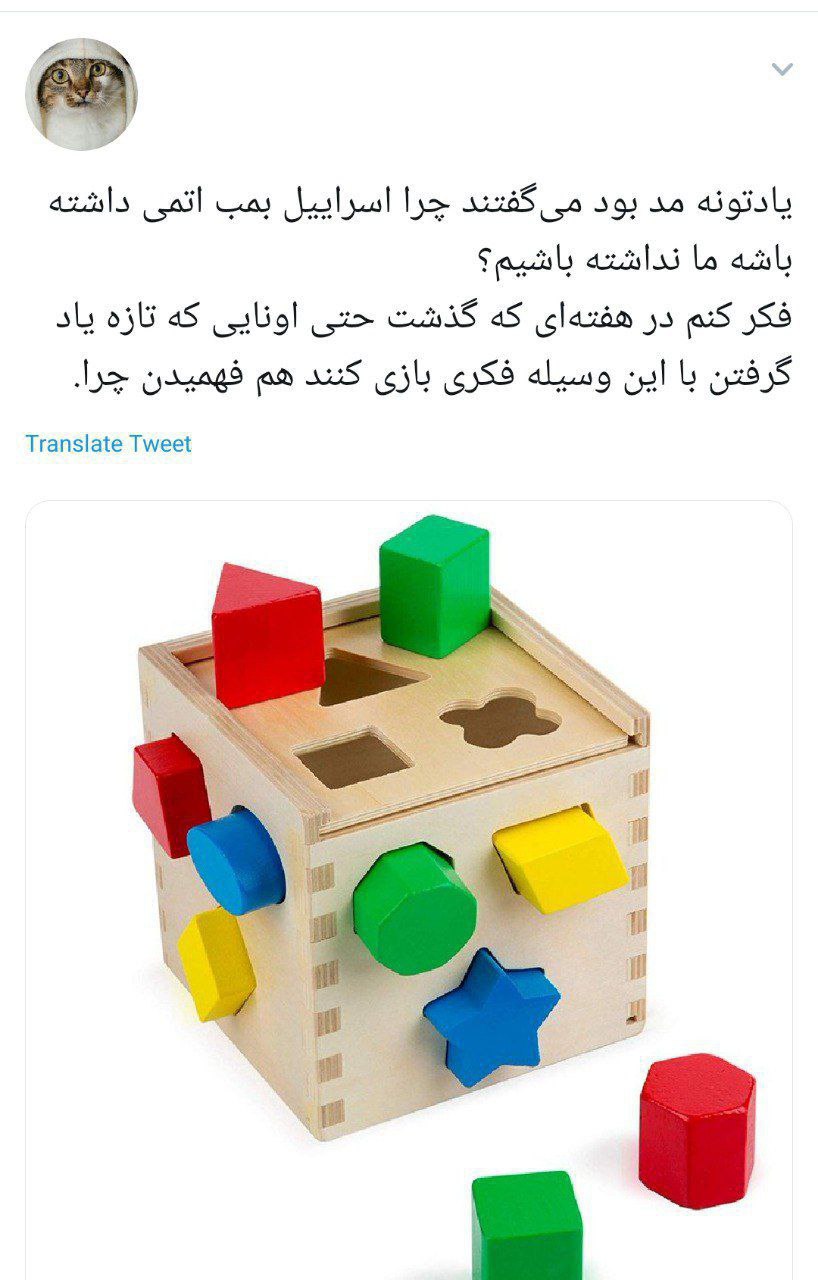 یادتونه مد بود می‌گفتند چرا اسراییل بمب اتمی داشته
باشه ما نداشته باشیم؟
فکر کنم در هفته‌ای که گذشت حتی اونایی که تازه یاد
گرفتن با این وسیله فکری بازی کنند هم فهمیدن چرا.
Translate Tweet